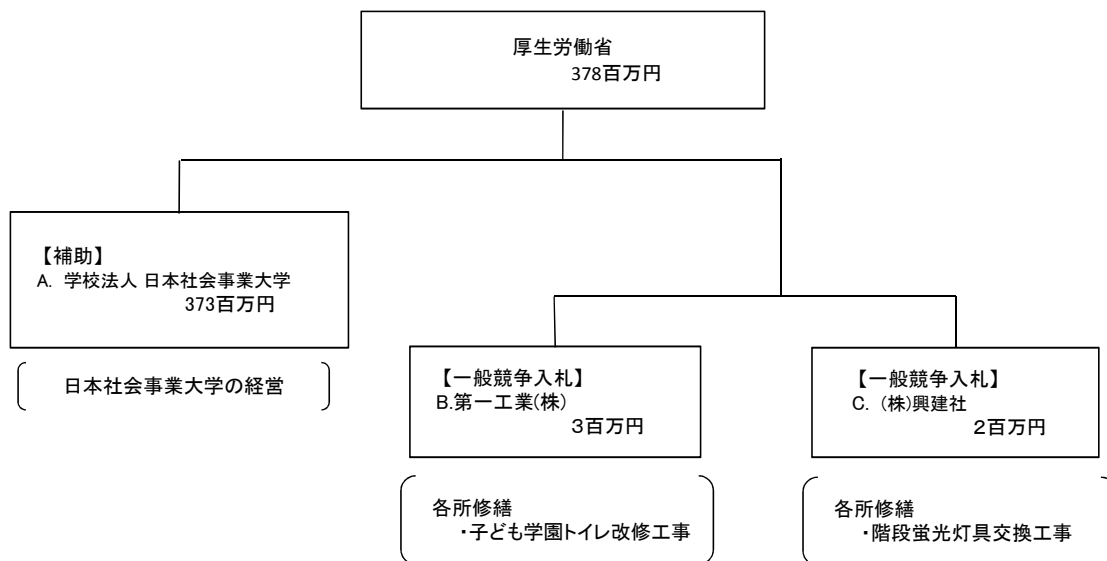 厚生労働省
378百万円
【補助】
A. 学校法人 日本社会事業大学
373百万円
日本社会事業大学の経営
【一般競争入札】
B.第一工業(株)
3百万円
各所修繕
・子ども学園トイレ改修工事
【一般競争入札】
C. (株)興建社
2百万円
各所修繕
・階段蛍光灯具交換工事